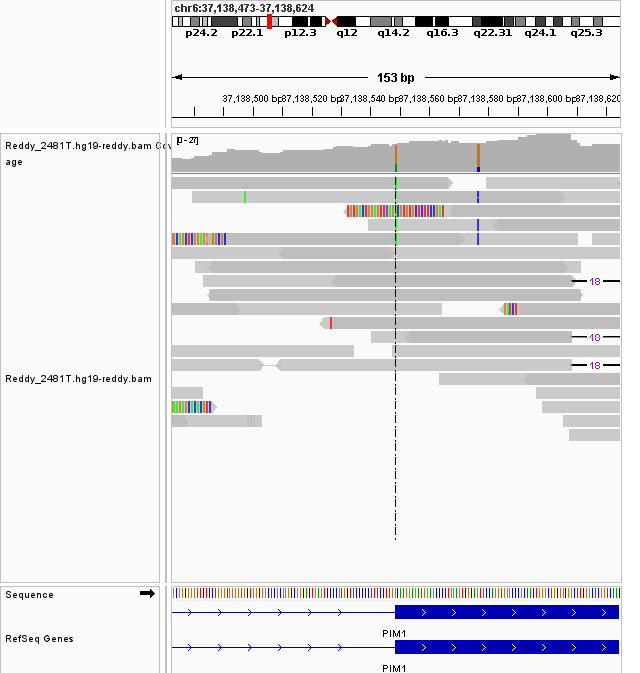 chr6:37,138,473-37,138,624
p24.2 p22.1 p12.3 q12 q14.2 q16.3 q22.31 q24.1 q25.3
153 bp
37,138,500 bp 37,138,520 bp 37,138,540 bp 37,138,560 bp 37,138,580 bp 37,138,600 bp 37,138,620
Reddy_2481T.hg19-reddy.bam Cov
age
[0 - 27]
18
18
18
Reddy_2481T.hg19-reddy.bam
Sequence
PIM1
RefSeq Genes
PIM1